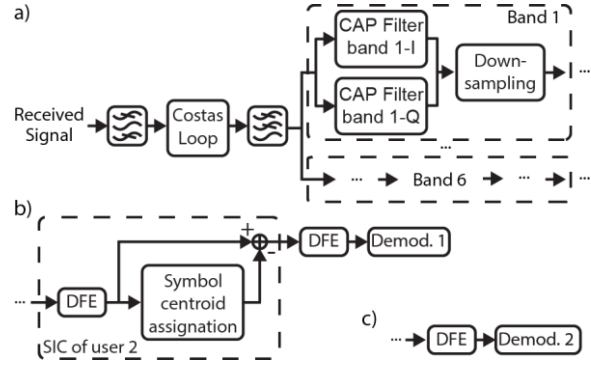 a)
Band 1
CAP Filter
band 1-I
Down-
sampling
...
CAP Filter
band 1-Q
Received
Signal
Costas
Loop
...
... Band 6 ... ...
b)
+
-
DFE
Demod. 1
... DFE
Symbol
centroid
assignation
SIC of user 2
c)
... DFE
Demod. 2